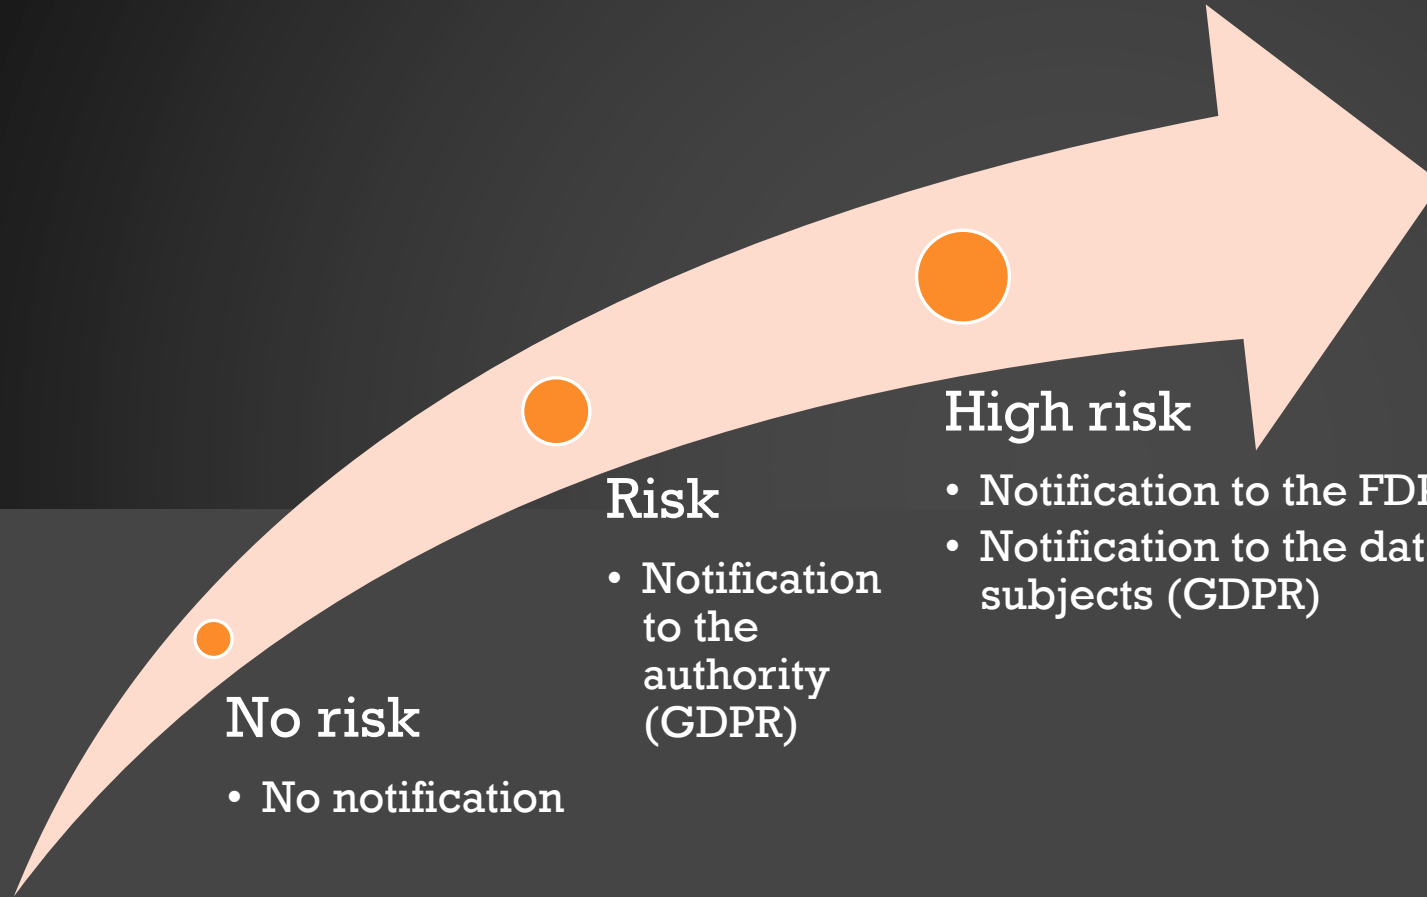 High risk
• Notification to the
• Notification to the
subjects (GDPR)
Risk
• Notification
to the
authority
(GDPR)
No risk
• No notification